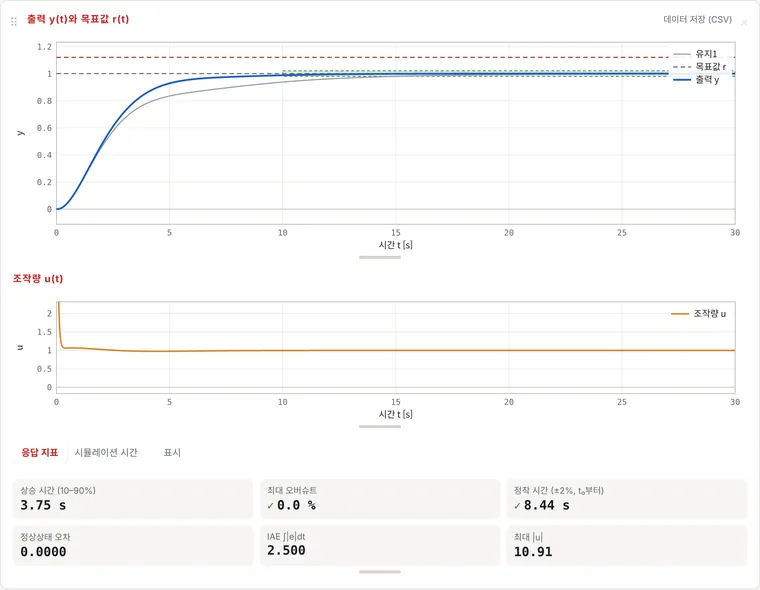 출력 y(t)와 목표값 r(t)
데이터 저장 (CSV) ×
1.2
1
0.8
0.6
0.4
0.2
0
y
유지1
목표값 r
출력 y
0 5 10 15 20 25 30
시간 t [s]
조작량 u(t)
2
1.5
1
0.5
0
u
조작량 u
0 5 10 15 20 25 30
시간 t [s]
응답 지표 시뮬레이션 시간 표시
상승 시간 (10–90%)
3.75 s
최대 오버슈트
✓ 0.0 %
정착 시간 (±2%, t₀부터)
✓ 8.44 s
정상상태 오차
0.0000
IAE ∫|e|dt
2.500
최대 |u|
10.91